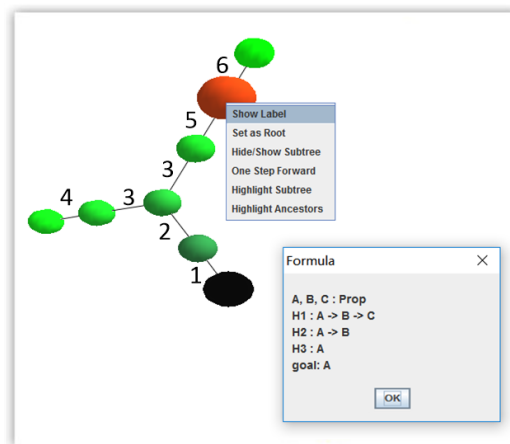 6
5
3
4
3
2
1
Show Label
Set as Root
Hide/Show Subtree
One Step Forward
Highlight Subtree
Highlight Ancestors
Formula
A, B, C : Prop
H1 : A -> B -> C
H2 : A -> B
H3 : A
goal: A
OK